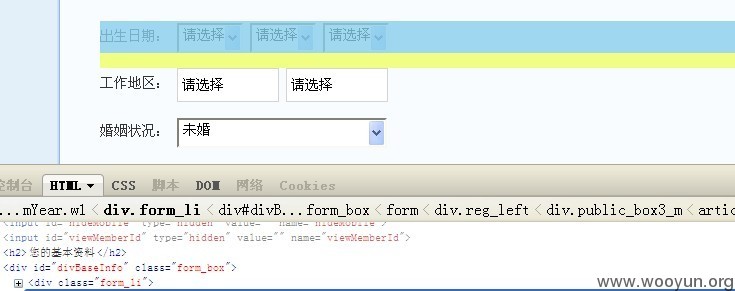 出生日期： 请选择 请选择 请选择
工作地区： 请选择 请选择
婚姻状况： 未婚
控制台 HTML CSS 脚本 DOM 网络 Cookies
...mYear.w1 < div.form_li < div#divB...form_box < form < div.reg_left < div.public_box3_m < artic
<input id="hideMobile" type="hidden" value="" name="hideMobile">
<input id="viewMemberId" type="hidden" value="" name="viewMemberId">
<h2>您的基本资料</h2>
<div id="divBaseInfo" class="form_box">
<div class="form_li">
www.wooyun.org